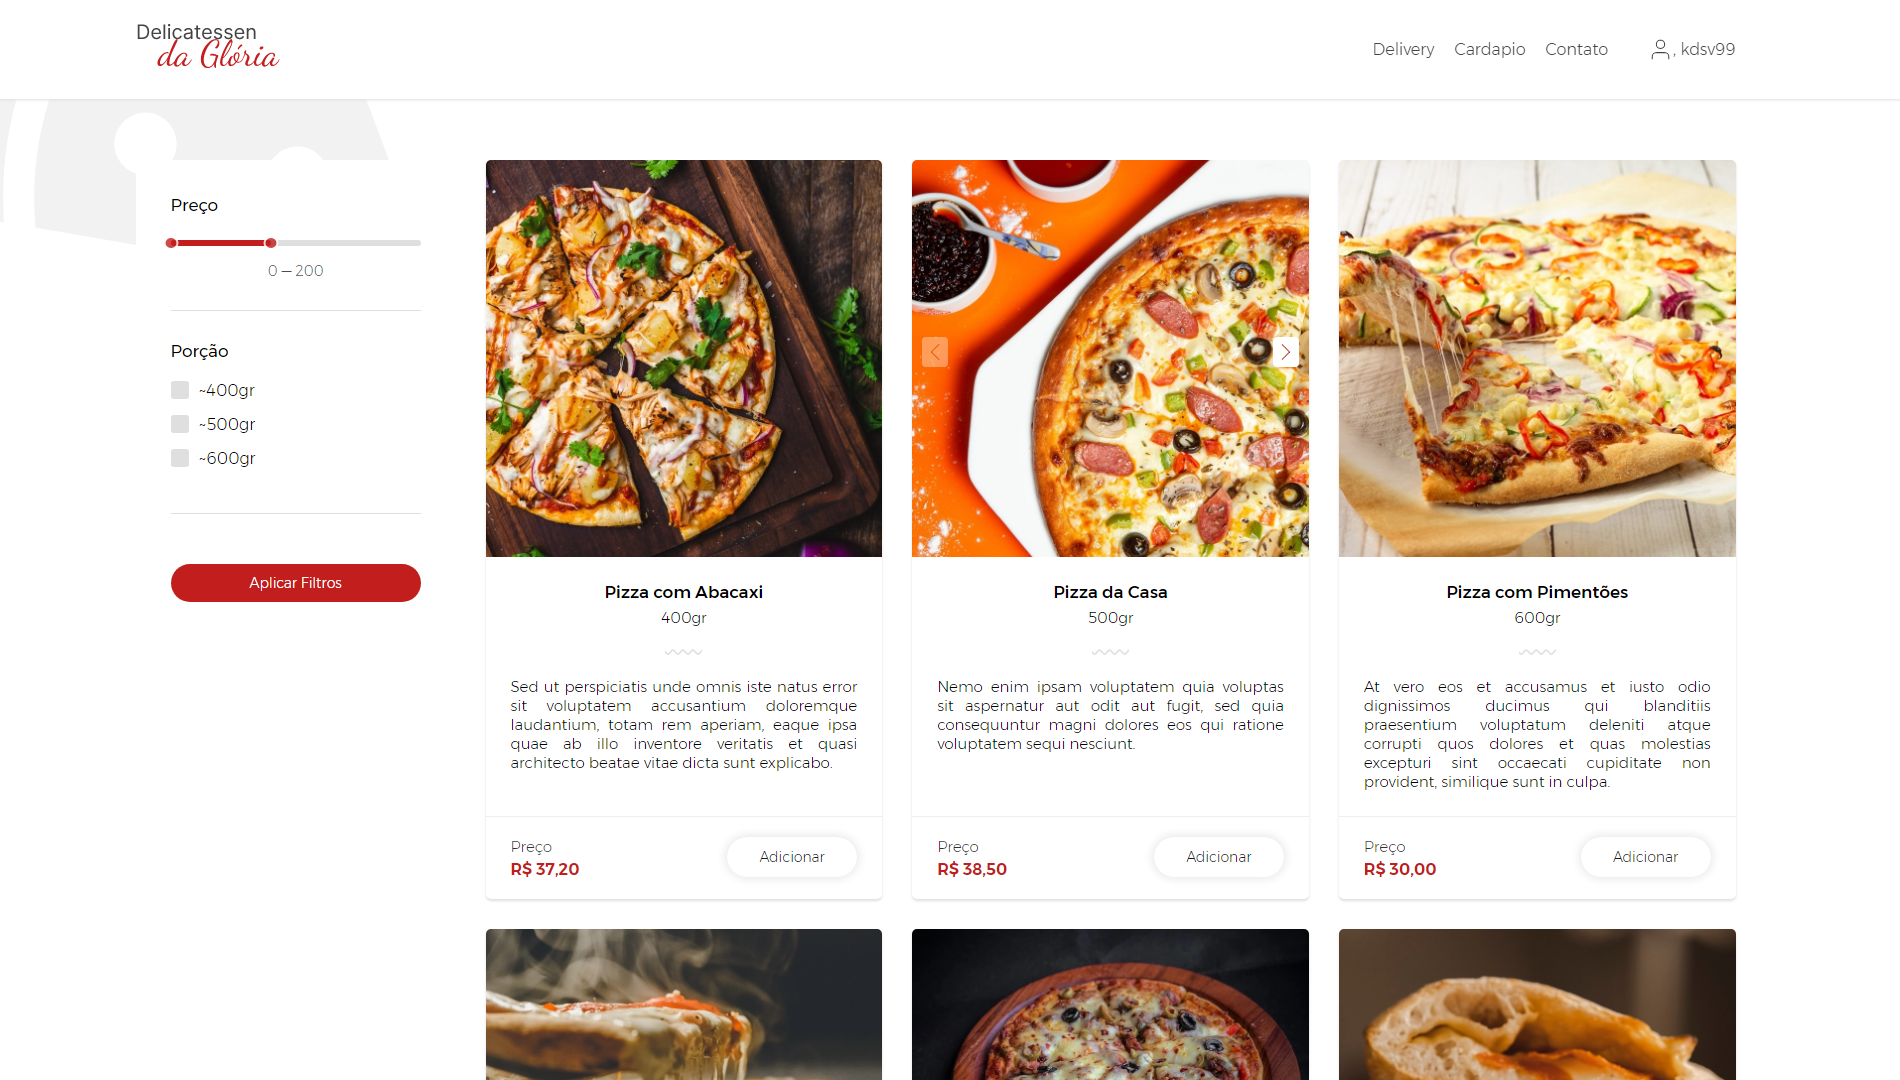 Delicatessen
da Glória
Delivery
Cardapio
Contato
, kdsv99
Preço
0 — 200
Porção
~400gr
~500gr
~600gr
Aplicar Filtros
Pizza com Abacaxi
400gr
Sed ut perspiciatis unde omnis iste natus error
sit voluptatem accusantium doloremque
laudantium, totam rem aperiam, eaque ipsa
quae ab illo inventore veritatis et quasi
architecto beatae vitae dicta sunt explicabo.
Preço
R$ 37,20
Adicionar
Pizza da Casa
500gr
Nemo enim ipsam voluptatem quia voluptas
sit aspernatur aut odit aut fugit, sed quia
consequuntur magni dolores eos qui ratione
voluptatem sequi nesciunt.
Preço
R$ 38,50
Adicionar
Pizza com Pimentões
600gr
At vero eos et accusamus et iusto odio
dignissimos ducimus qui blanditiis
praesentium voluptatum deleniti atque
corrupti quos dolores et quas molestias
excepturi sint occaecati cupiditate non
provident, similique sunt in culpa.
Preço
R$ 30,00
Adicionar